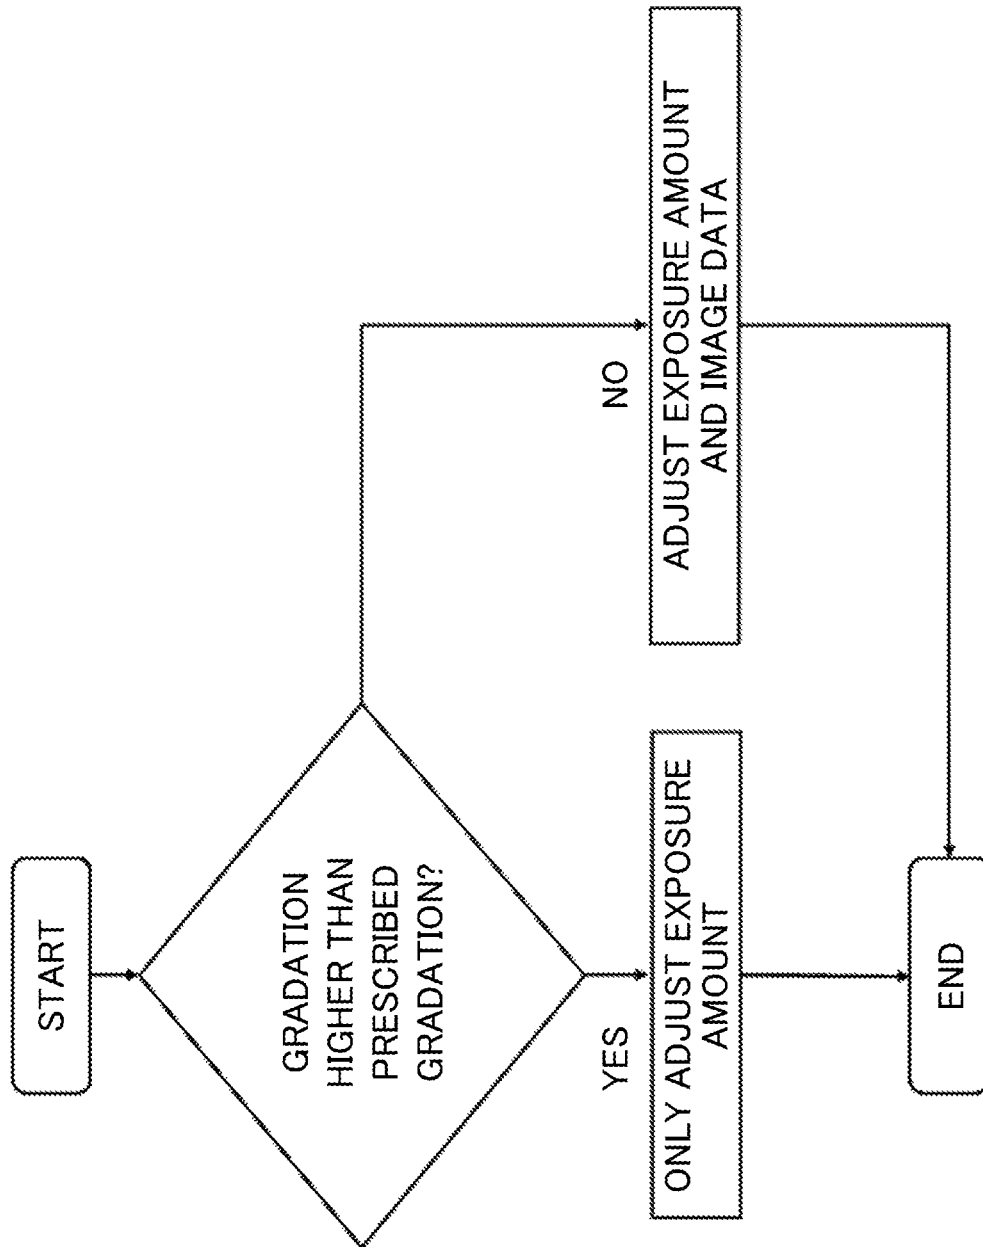 START
GRADATION
HIGHER THAN
PRESCRIBED
GRADATION?
YES
NO
ONLY ADJUST EXPOSURE
AMOUNT
ADJUST EXPOSURE AMOUNT
AND IMAGE DATA
END